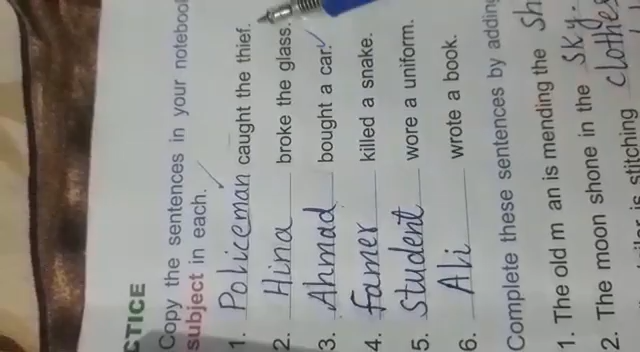 CTICE
Copy the sentences in your notebook
subject in each.
1. Policeman caught the thief.
2. Hina broke the glass.
3. Ahmad bought a car.
4. Famer killed a snake.
5. Student wore a uniform.
6. Ali wrote a book.
Complete these sentences by adding
1. The old m an is mending the Sh
2. The moon shone in the Sky.
is stitching clothes